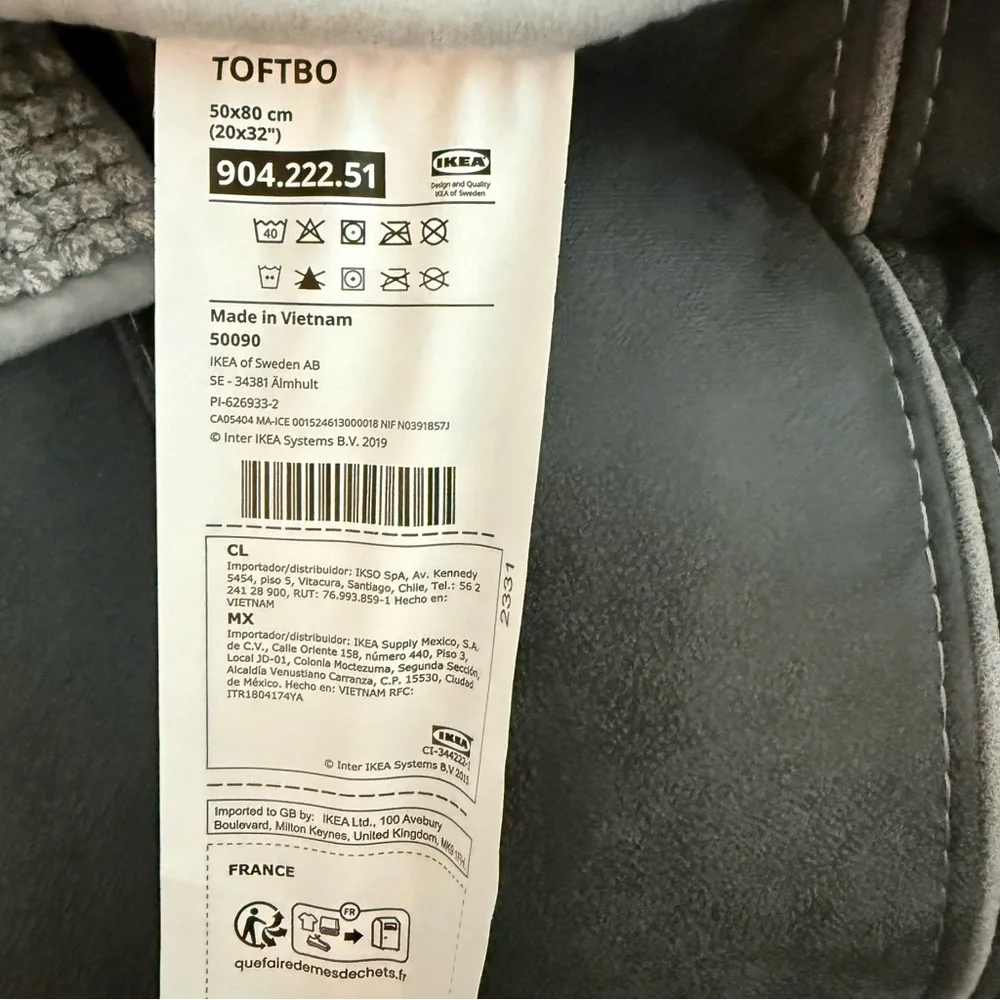 TOFTBO
50x80 cm
(20x32")
904.222.51
IKEA
Design and Quality
IKEA of Sweden
40
Made in Vietnam
50090
IKEA of Sweden AB
SE - 34381 Älmhult
PI-626933-2
CA05404 MA-ICE 001524613000018 NIF N0391857J
© Inter IKEA Systems B.V. 2019
CL
Importador/distribuidor: IKSO SpA, Av. Kennedy
5454, piso 5, Vitacura, Santiago, Chile, Tel.: 56 2
241 28 900, RUT: 76.993.859-1 Hecho en:
VIETNAM
2331
MX
Importador/distribuidor: IKEA Supply Mexico, S.A.
de C.V., Calle Oriente 158, número 440, Piso 3,
Local JD-01, Colonia Moctezuma, Segunda Sección,
Alcaldía Venustiano Carranza, C.P. 15530, Ciudad
de México. Hecho en: VIETNAM RFC:
ITR1804174YA
IKEA
CI-344222-1
© Inter IKEA Systems B.V 2015
Imported to GB by: IKEA Ltd., 100 Avebury
Boulevard, Milton Keynes, United Kingdom, MK9 1FH.
FRANCE
FR
quefairedemesdechets.fr